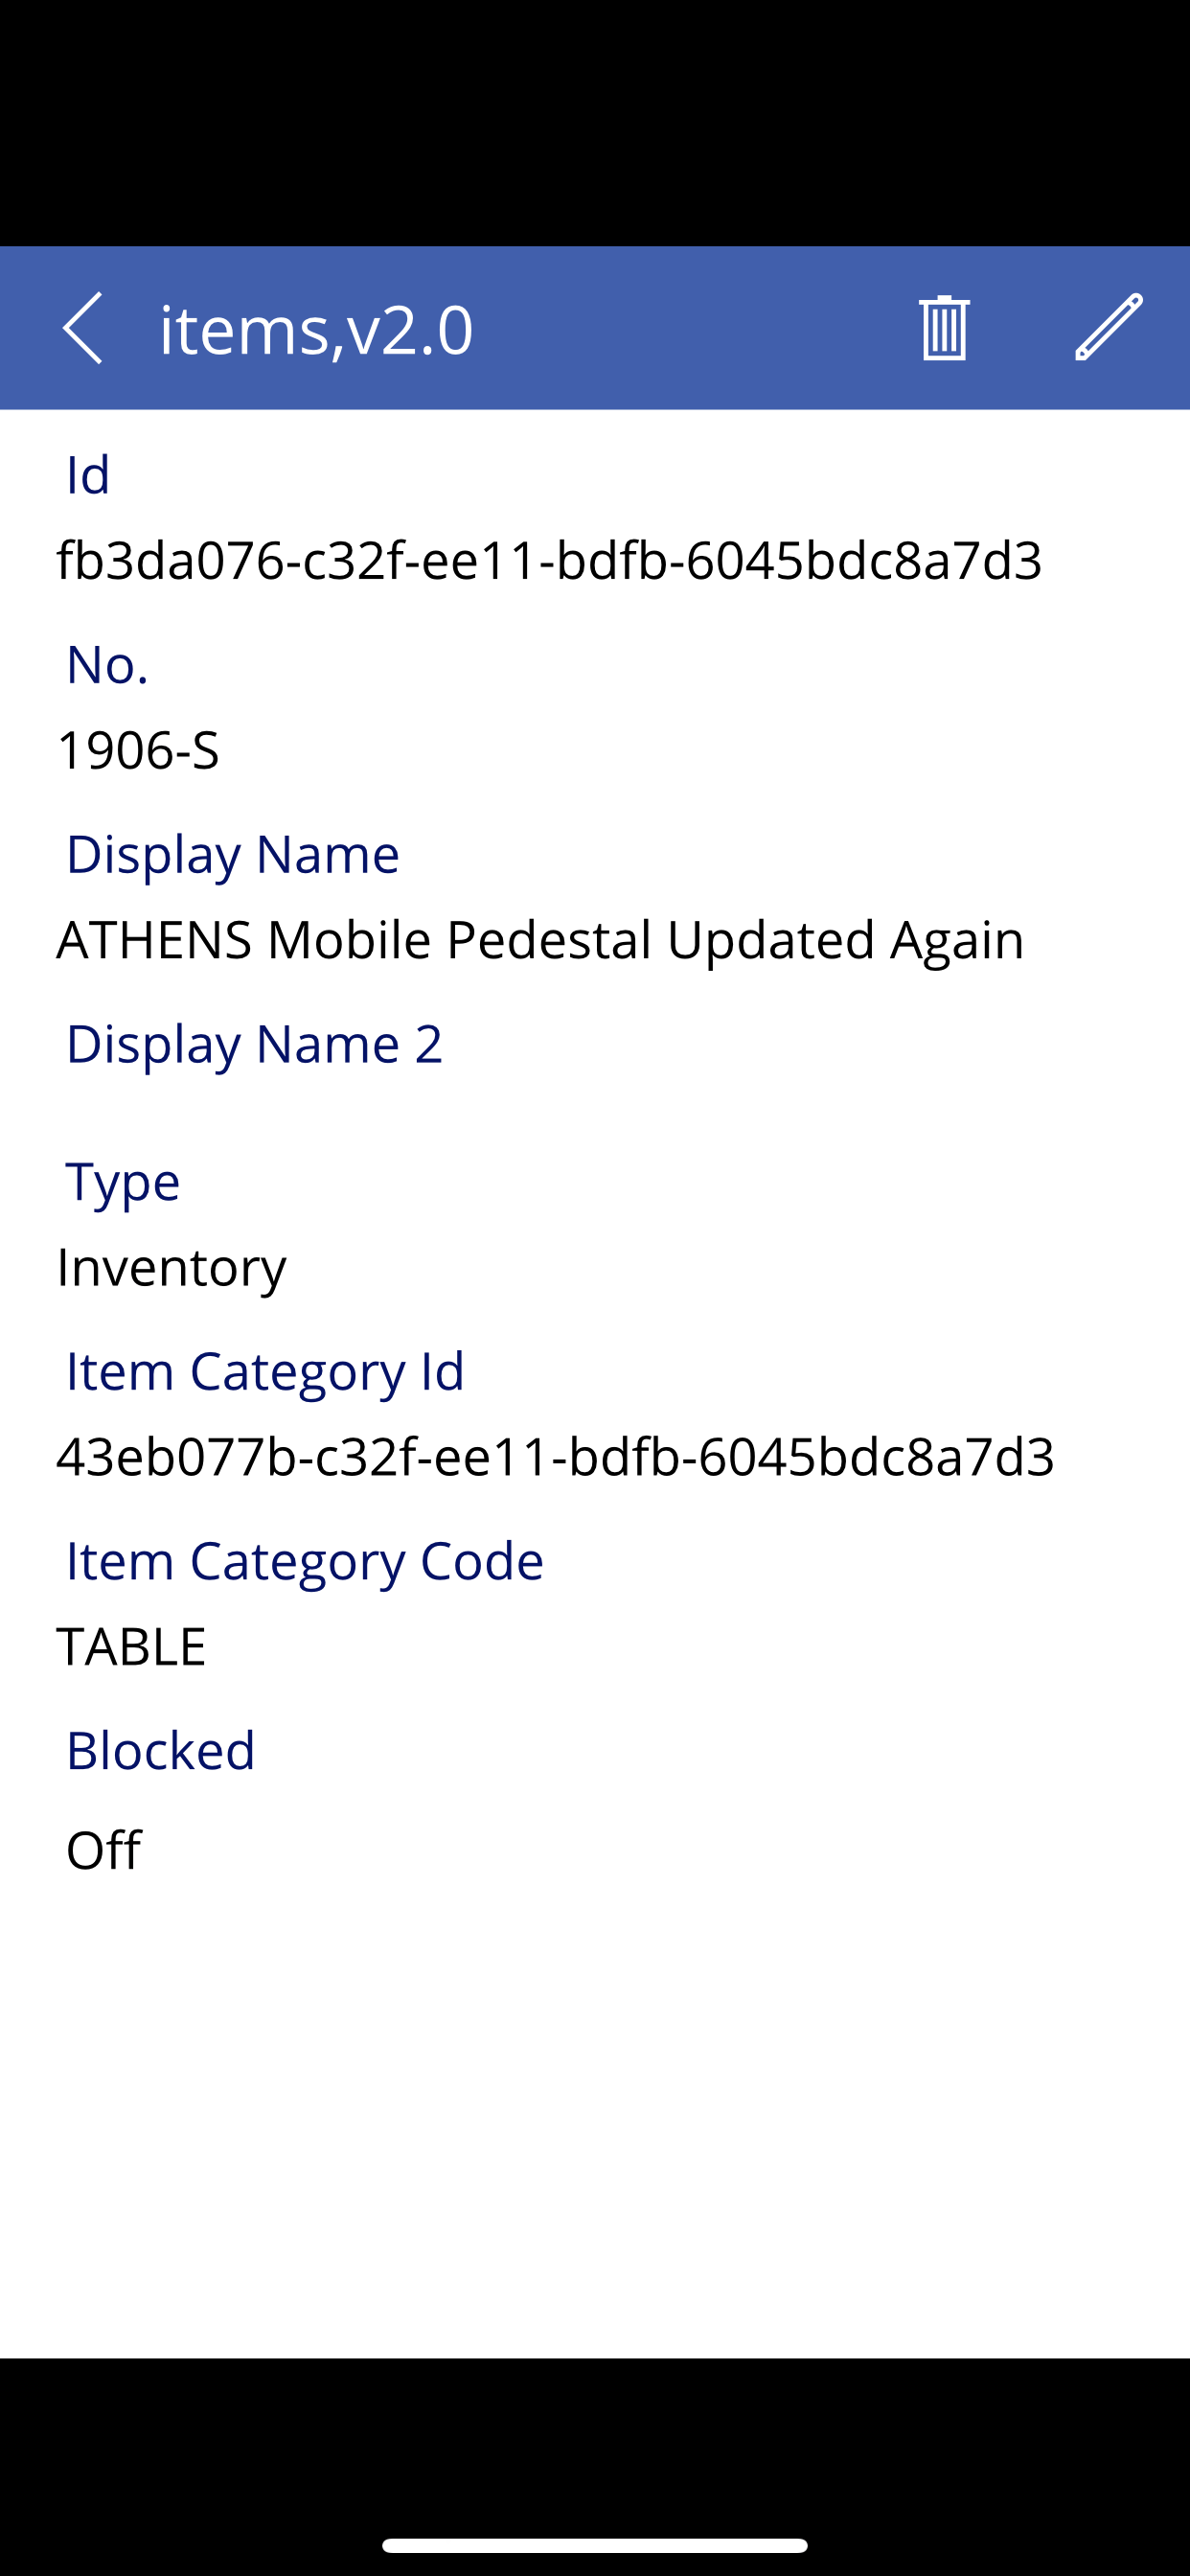 items,v2.0
Id
fb3da076-c32f-ee11-bdfb-6045bdc8a7d3
No.
1906-S
Display Name
ATHENS Mobile Pedestal Updated Again
Display Name 2
Type
Inventory
Item Category Id
43eb077b-c32f-ee11-bdfb-6045bdc8a7d3
Item Category Code
TABLE
Blocked
Off